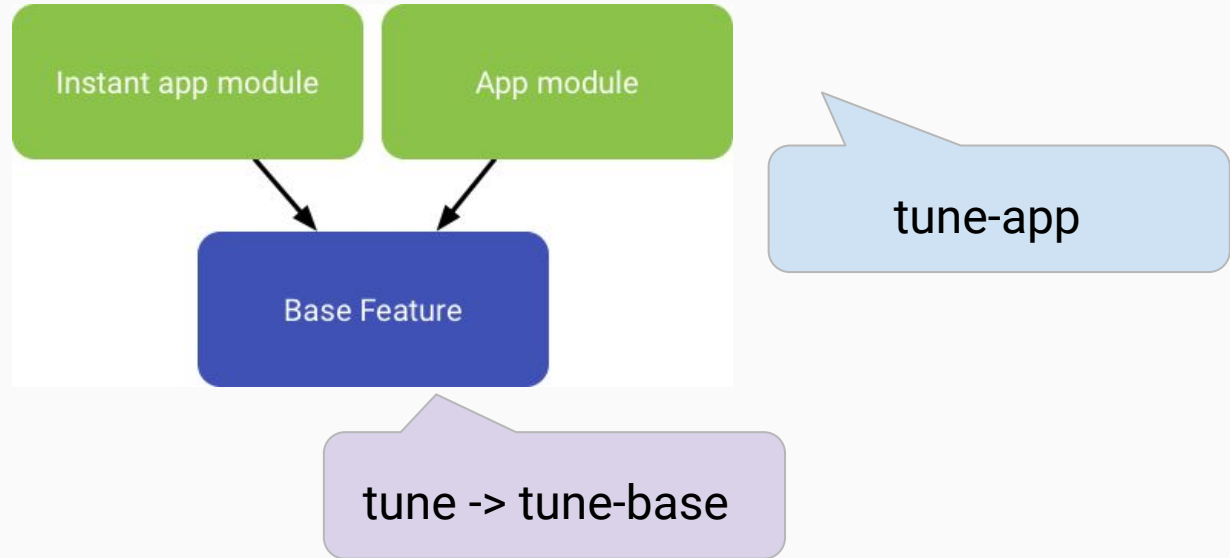 Instant app module
App module
tune-app
Base Feature
tune -> tune-base